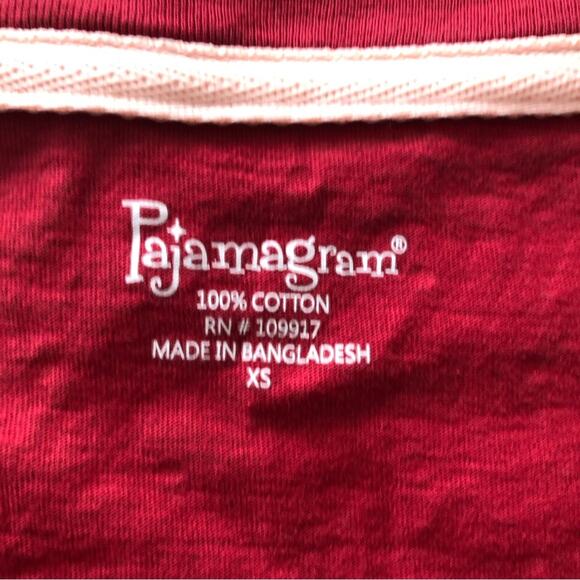 Pajamagram®
100% COTTON
RN # 109917
MADE IN BANGLADESH
XS